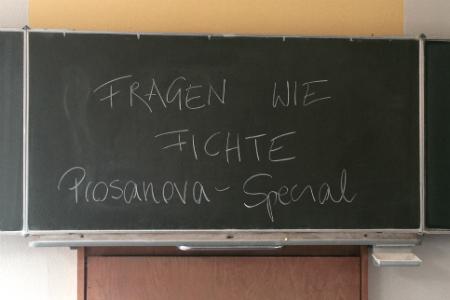 FRAGEN WIE
FICHTE
Prosanova - Special